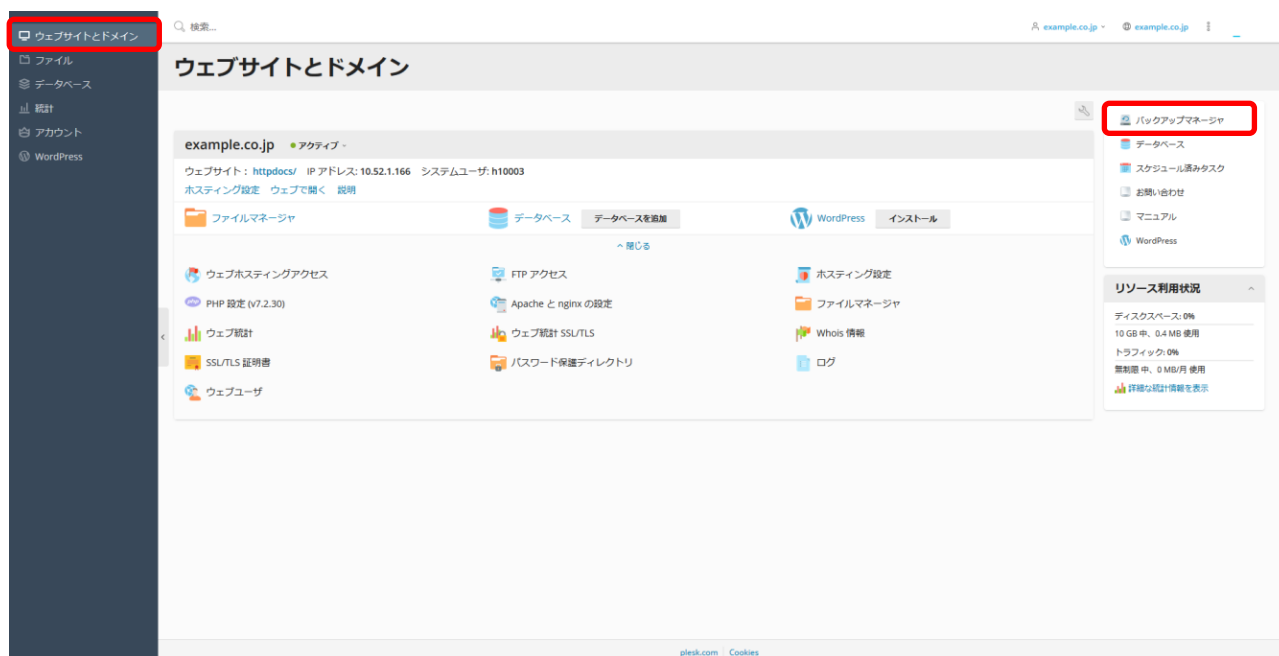 ウェブサイトとドメイン
ファイル
データベース
統計
アカウント
WordPress
検索...
example.co.jp
example.co.jp
ウェブサイトとドメイン
example.co.jp アクティブ
ウェブサイト: httpdocs/ IP アドレス: 10.52.1.166 システムユーザ: h10003
ホスティング設定 ウェブで開く 説明
ファイルマネージャ
データベース データベースを追加
WordPress インストール
閉じる
ウェブホスティングアクセス
FTP アクセス
ホスティング設定
PHP 設定 (v7.2.30)
Apache と nginx の設定
ファイルマネージャ
ウェブ統計
ウェブ統計 SSL/TLS
Whois 情報
SSL/TLS 証明書
パスワード保護ディレクトリ
ログ
ウェブユーザ
バックアップマネージャ
データベース
スケジュール済みタスク
お問い合わせ
マニュアル
WordPress
リソース利用状況
ディスクスペース: 0%
10 GB 中、0.4 MB 使用
トラフィック: 0%
無制限 中、0 MB/月 使用
詳細な統計情報を表示
plesk.com Cookies